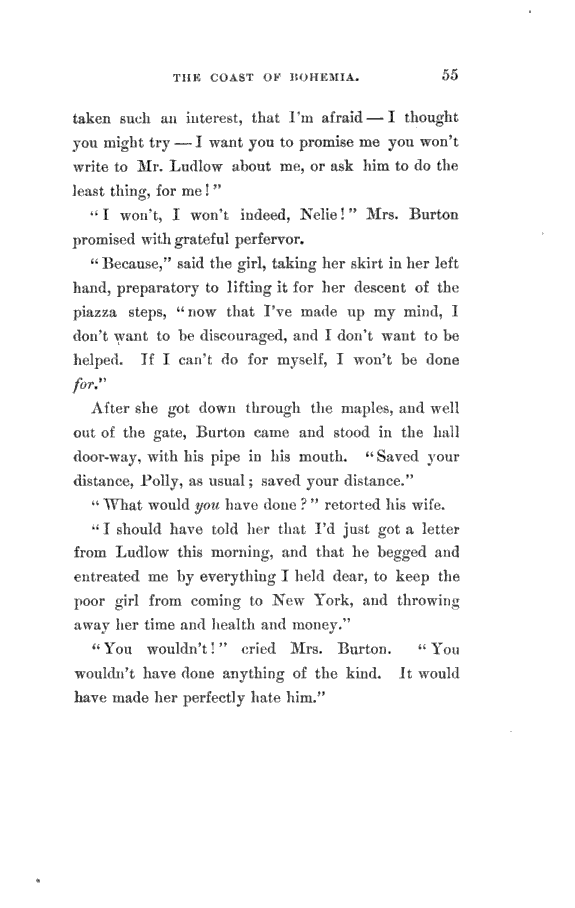 THE COAST OF BOHEMIA. 55
taken such an interest, that I'm afraid — I thought
you might try — I want you to promise me you won't
write to Mr. Ludlow about me, or ask him to do the
least thing, for me!"
"I won't, I won't indeed, Nelie!" Mrs. Burton
promised with grateful perfervor.
"Because," said the girl, taking her skirt in her left
hand, preparatory to lifting it for her descent of the
piazza steps, "now that I've made up my mind, I
don't want to be discouraged, and I don't want to be
helped. If I can't do for myself, I won't be done
for."
After she got down through the maples, and well
out of the gate, Burton came and stood in the hall
door-way, with his pipe in his mouth. "Saved your
distance, Polly, as usual; saved your distance."
"What would you have done?" retorted his wife.
"I should have told her that I'd just got a letter
from Ludlow this morning, and that he begged and
entreated me by everything I held dear, to keep the
poor girl from coming to New York, and throwing
away her time and health and money."
"You wouldn't!" cried Mrs. Burton. "You
wouldn't have done anything of the kind. It would
have made her perfectly hate him."